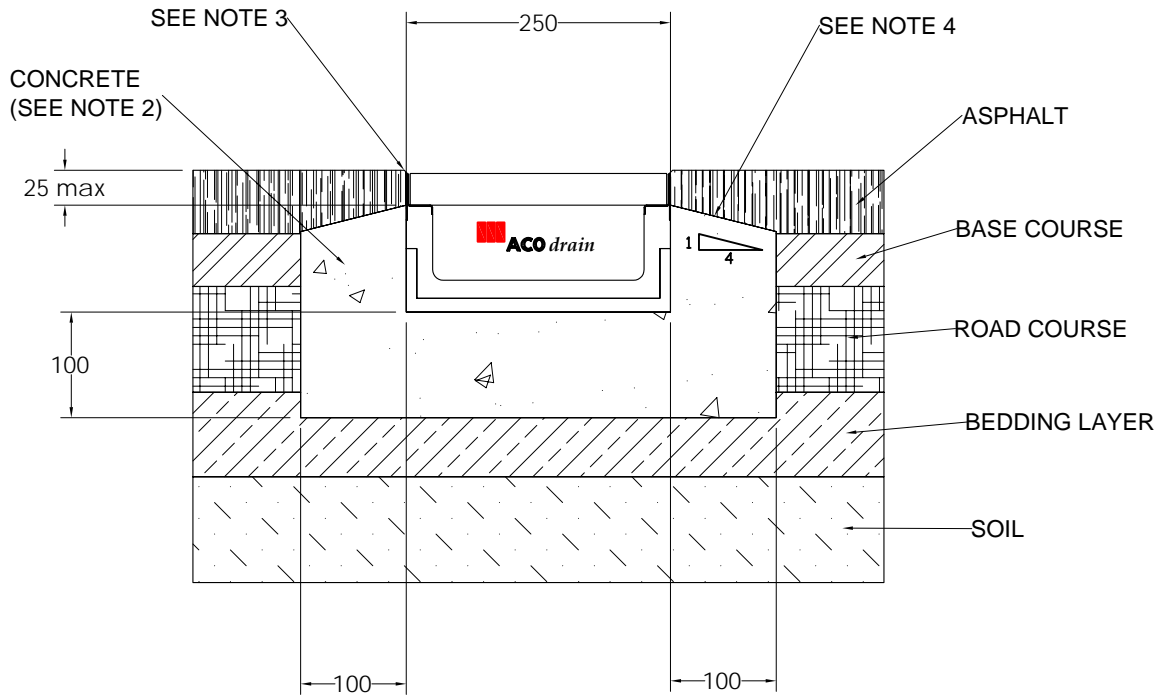 SEE NOTE 3
250
SEE NOTE 4
CONCRETE
(SEE NOTE 2)
ASPHALT
25 max
BASE COURSE
ACO drain
1
4
ROAD COURSE
100
BEDDING LAYER
SOIL
100
100